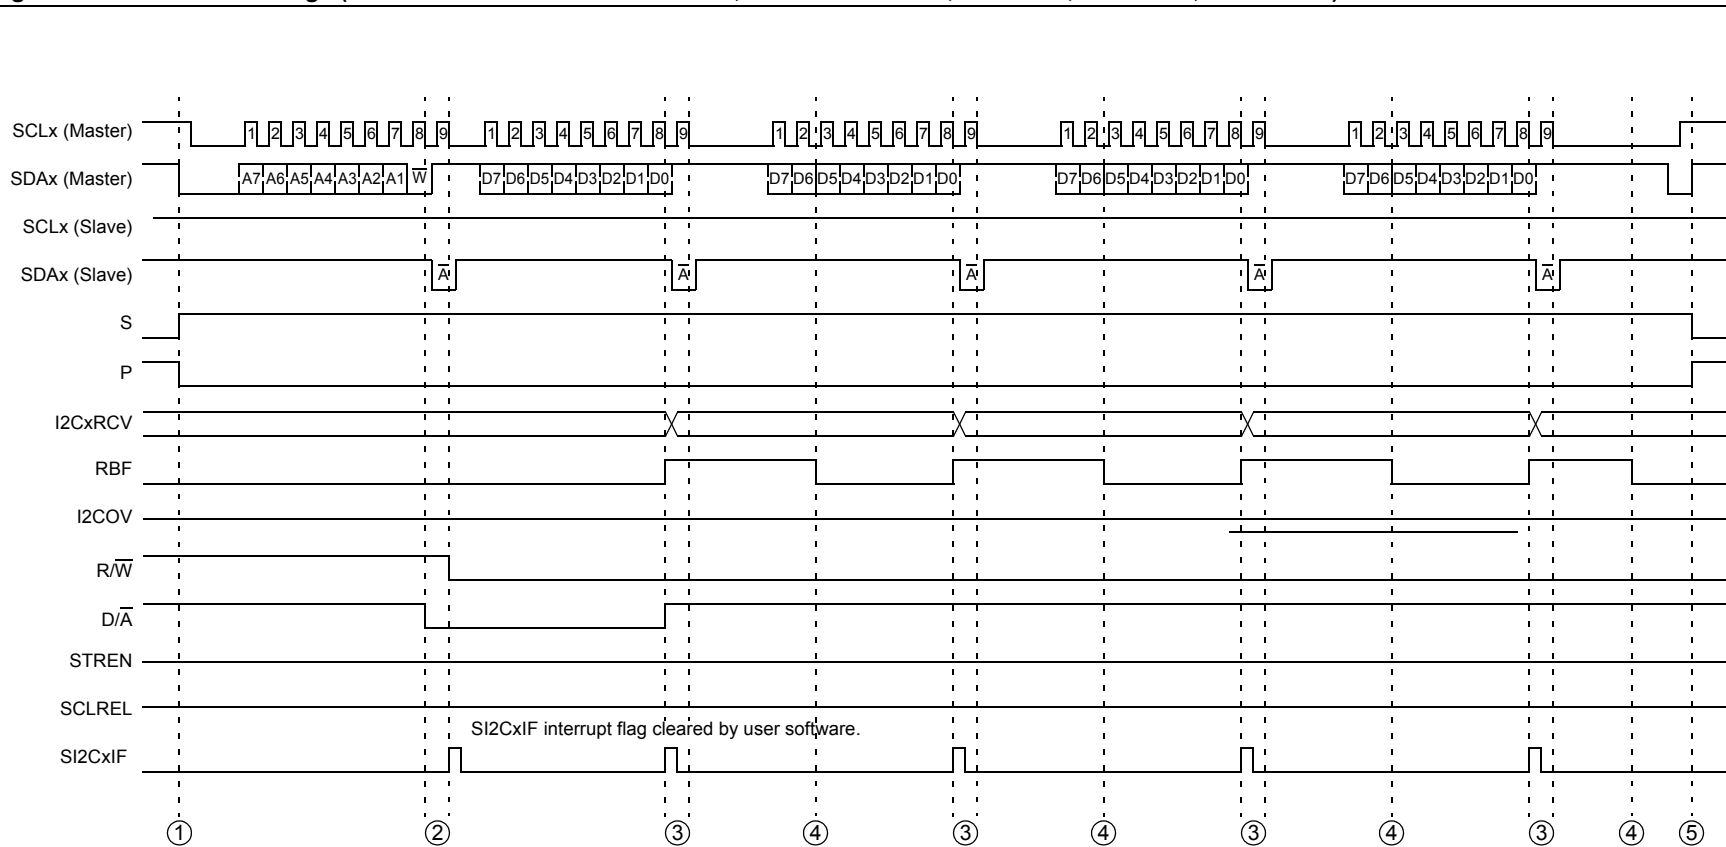 SCLx (Master) 1 2 3 4 5 6 7 8 9 1 2 3 4 5 6 7 8 9 1 2 3 4 5 6 7 8 9 1 2 3 4 5 6 7 8 9 1 2 3 4 5 6 7 8 9
SDAx (Master) A7 A6 A5 A4 A3 A2 A1 W̅ D7 D6 D5 D4 D3 D2 D1 D0 D7 D6 D5 D4 D3 D2 D1 D0 D7 D6 D5 D4 D3 D2 D1 D0 D7 D6 D5 D4 D3 D2 D1 D0
SCLx (Slave)
SDAx (Slave) A̅ A̅ A̅ A̅ A̅
S
P
I2CxRCV
RBF
I2COV
R/W̅
D/A̅
STREN
SCLREL
SI2CxIF interrupt flag cleared by user software.
SI2CxIF
1 2 3 4 3 4 3 4 3 4 5